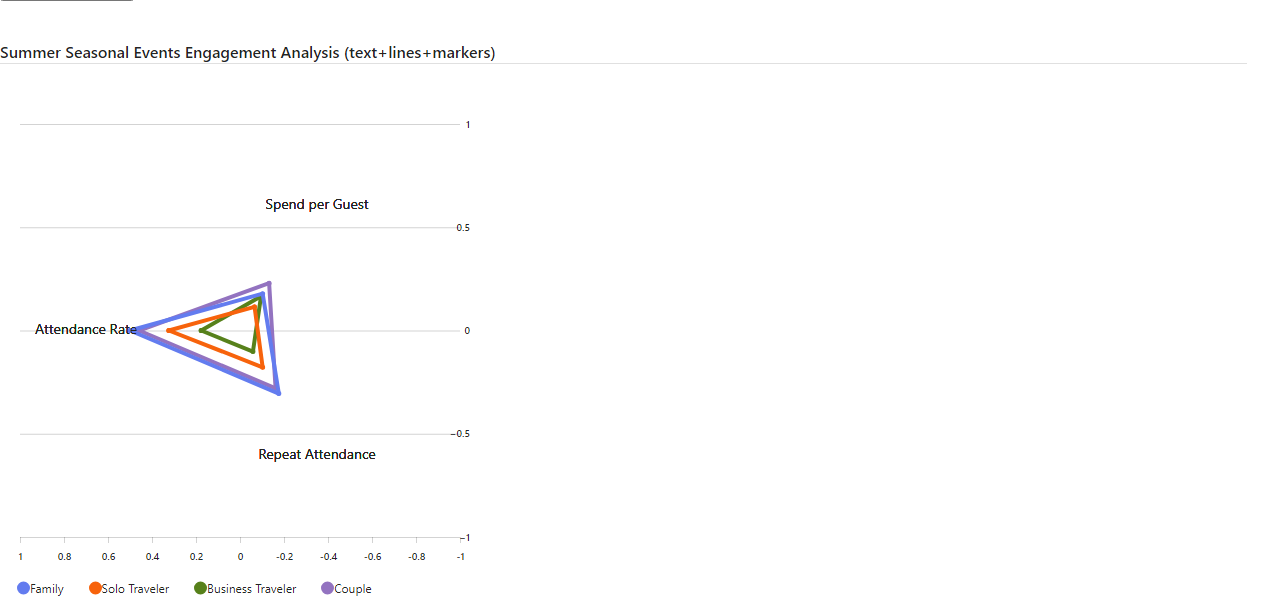 Summer Seasonal Events Engagement Analysis (text+lines+markers)
1
Spend per Guest
0.5
Attendance Rate
0
−0.5
Repeat Attendance
−1
1 0.8 0.6 0.4 0.2 0 -0.2 -0.4 -0.6 -0.8 -1
Family Solo Traveler Business Traveler Couple